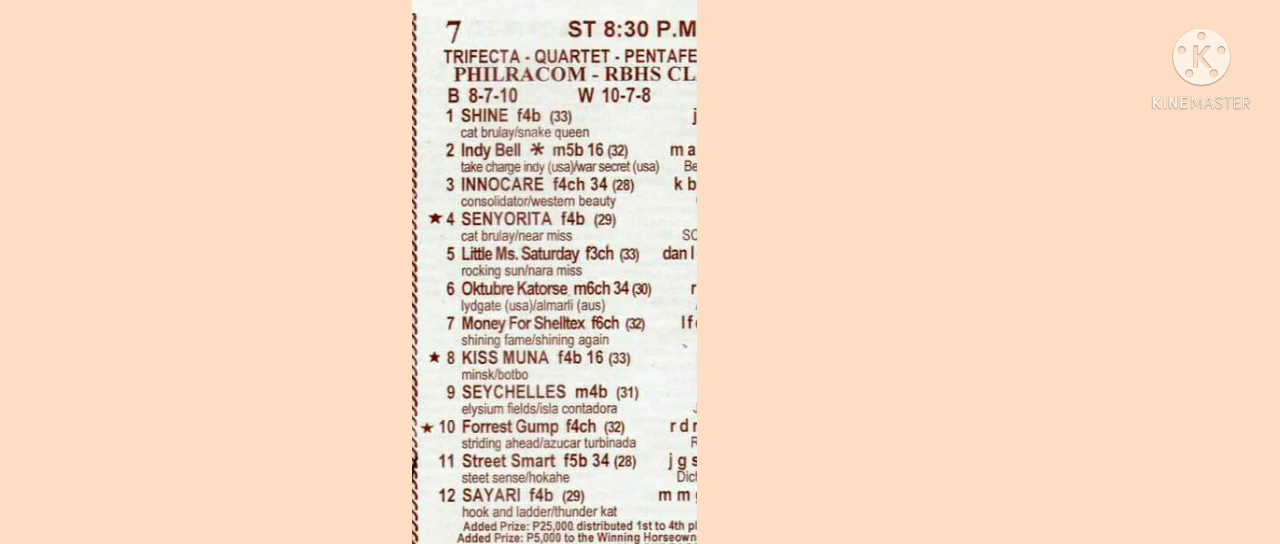 7 ST 8:30 P.M
TRIFECTA - QUARTET - PENTAFE
PHILRACOM - RBHS CL
B 8-7-10 W 10-7-8
1 SHINE f4b (33) j
cat brulay/snake queen
2 Indy Bell * m5b 16 (32) m a
take charge indy (usa)/war secret (usa) Be
3 INNOCARE f4ch 34 (28) k b
consolidator/western beauty
★ 4 SENYORITA f4b (29)
cat brulay/near miss SC
5 Little Ms. Saturday f3ch (33) dan l
rocking sun/nara miss
6 Oktubre Katorse m6ch 34 (30) r
lydgate (usa)/almarli (aus)
7 Money For Shelltex f6ch (32) l f
shining fame/shining again
★ 8 KISS MUNA f4b 16 (33)
minsk/botbo
9 SEYCHELLES m4b (31)
elysium fields/isla contadora
★ 10 Forrest Gump f4ch (32) r d r
striding ahead/azucar turbinada R
11 Street Smart f5b 34 (28) j g s
steet sense/hokahe Dich
12 SAYARI f4b (29) m m
hook and ladder/thunder kat
Added Prize: P25,000 distributed 1st to 4th pl
Added Prize: P5,000 to the Winning Horseown
K
KINEMASTER